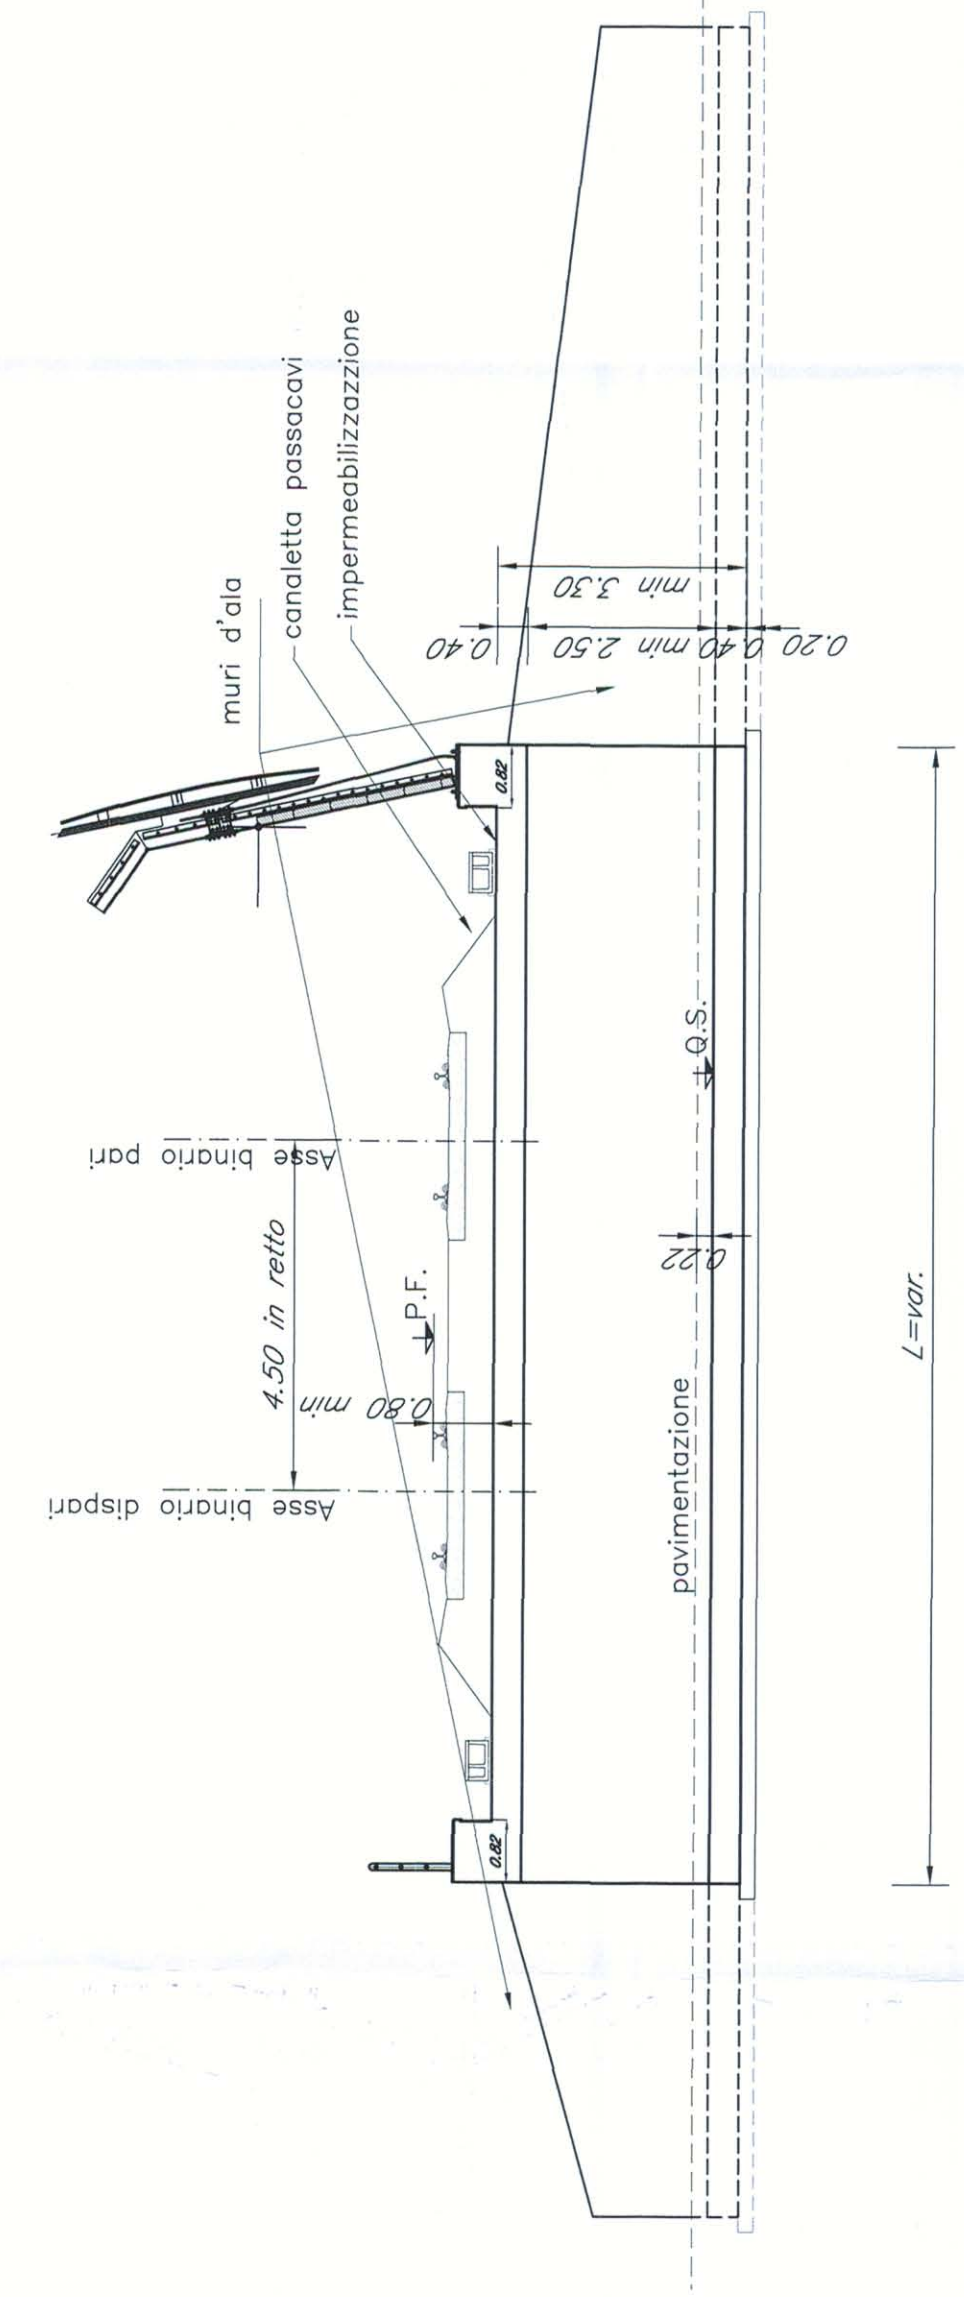 muri d'ala
canaletta passacavi
impermeabilizzazzione
Asse binario pari
Asse binario dispari
4.50 in retto
P.F.
0.80 min
0.82
0.82
0.40
min 2.50
0.40
0.20
min 3.30
Q.S.
0.22
pavimentazione
L=var.